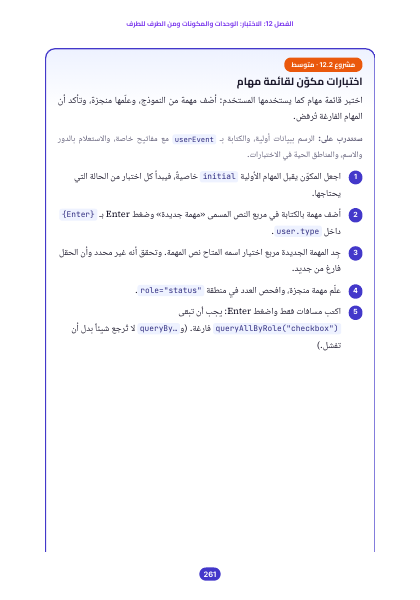 الفصل 12: الاختبار: الوحدات والمكونات ومن الطرف للطرف
مشروع 12.2 · متوسط
اختبارات مكوّن لقائمة مهام
اختبر قائمة مهام كما يستخدمها المستخدم: أضف مهمة من النموذج، وعلّمها منجزة، وتأكد أن
المهام الفارغة تُرفض.
ستتدرب على: الرسم ببيانات أولية، والكتابة بـ userEvent مع مفاتيح خاصة، والاستعلام بالدور
والاسم، والمناطق الحية في الاختبارات.
1 اجعل المكوّن يقبل المهام الأولية initial خاصيةً، فيبدأ كل اختبار من الحالة التي
يحتاجها.
2 أضف مهمة بالكتابة في مربع النص المسمى «مهمة جديدة» وضغط Enter بـ {Enter}
داخل user.type.
3 جِد المهمة الجديدة مربع اختيار اسمه المتاح نص المهمة. وتحقق أنه غير محدد وأن الحقل
فارغ من جديد.
4 علّم مهمة منجزة، وافحص العدد في منطقة role="status".
5 اكتب مسافات فقط واضغط Enter: يجب أن تبقى
queryAllByRole("checkbox") فارغة. (و queryBy… لا تُرجع شيئاً بدل أن
تفشل.)
261